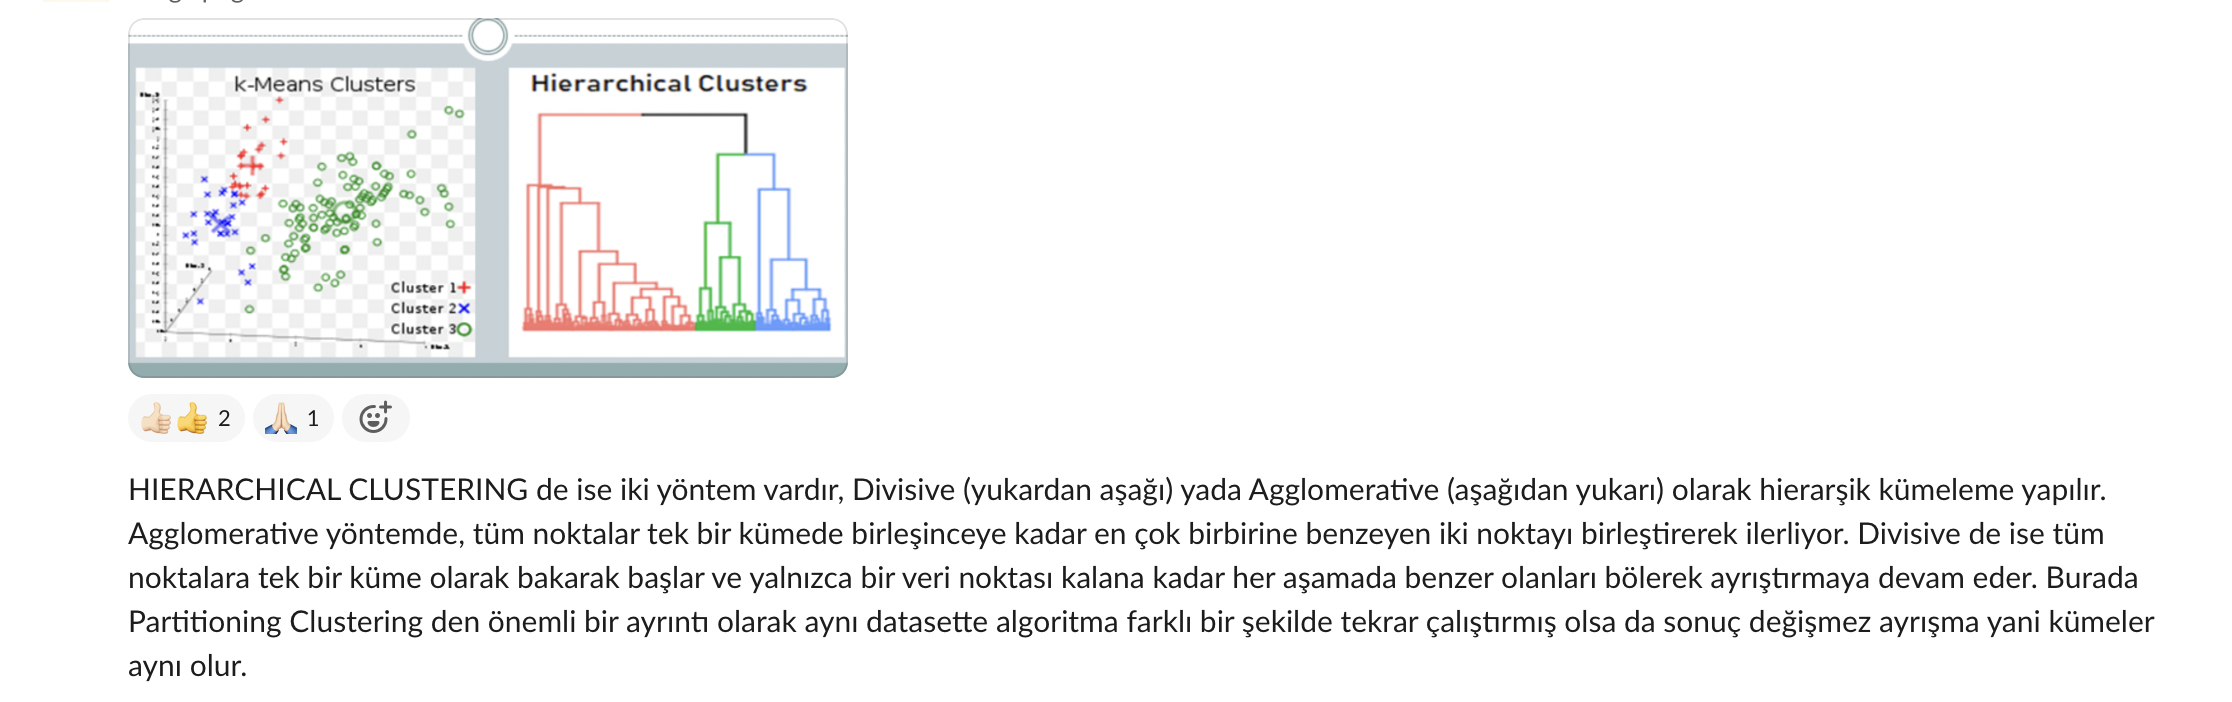 k-Means Clusters
Cluster 1
Cluster 2
Cluster 3
Hierarchical Clusters
2
1
HIERARCHICAL CLUSTERING de ise iki yöntem vardır, Divisive (yukardan aşağı) yada Agglomerative (aşağıdan yukarı) olarak hierarşik kümeleme yapılır.
Agglomerative yöntemde, tüm noktalar tek bir kümede birleşinceye kadar en çok birbirine benzeyen iki noktayı birleştirerek ilerliyor. Divisive de ise tüm
noktalara tek bir küme olarak bakarak başlar ve yalnızca bir veri noktası kalana kadar her aşamada benzer olanları bölerek ayrıştırmaya devam eder. Burada
Partitioning Clustering den önemli bir ayrıntı olarak aynı datasette algoritma farklı bir şekilde tekrar çalıştırmış olsa da sonuç değişmez ayrışma yani kümeler
aynı olur.